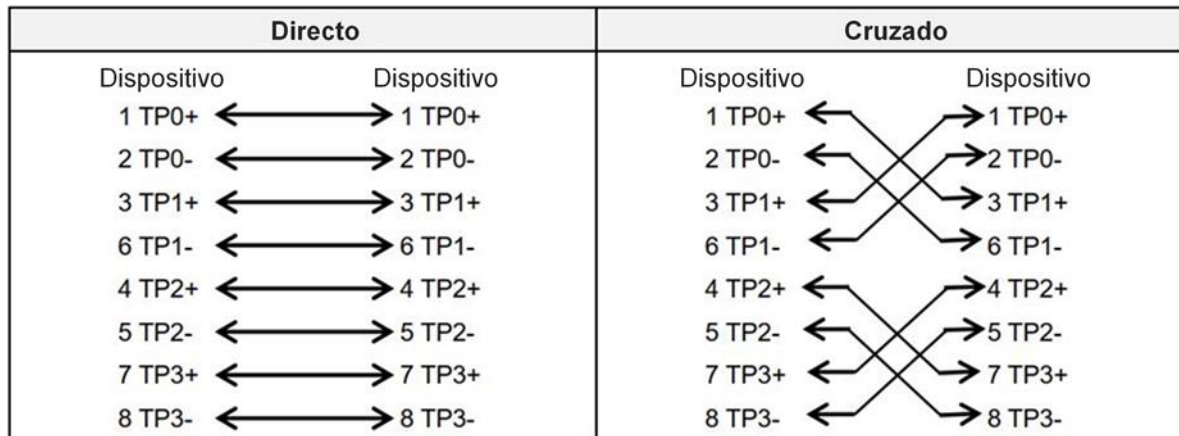 Directo Cruzado
Dispositivo Dispositivo Dispositivo Dispositivo
1 TP0+ 1 TP0+ 1 TP0+ 1 TP0+
2 TP0- 2 TP0- 2 TP0- 2 TP0-
3 TP1+ 3 TP1+ 3 TP1+ 3 TP1+
6 TP1- 6 TP1- 6 TP1- 6 TP1-
4 TP2+ 4 TP2+ 4 TP2+ 4 TP2+
5 TP2- 5 TP2- 5 TP2- 5 TP2-
7 TP3+ 7 TP3+ 7 TP3+ 7 TP3+
8 TP3- 8 TP3- 8 TP3- 8 TP3-